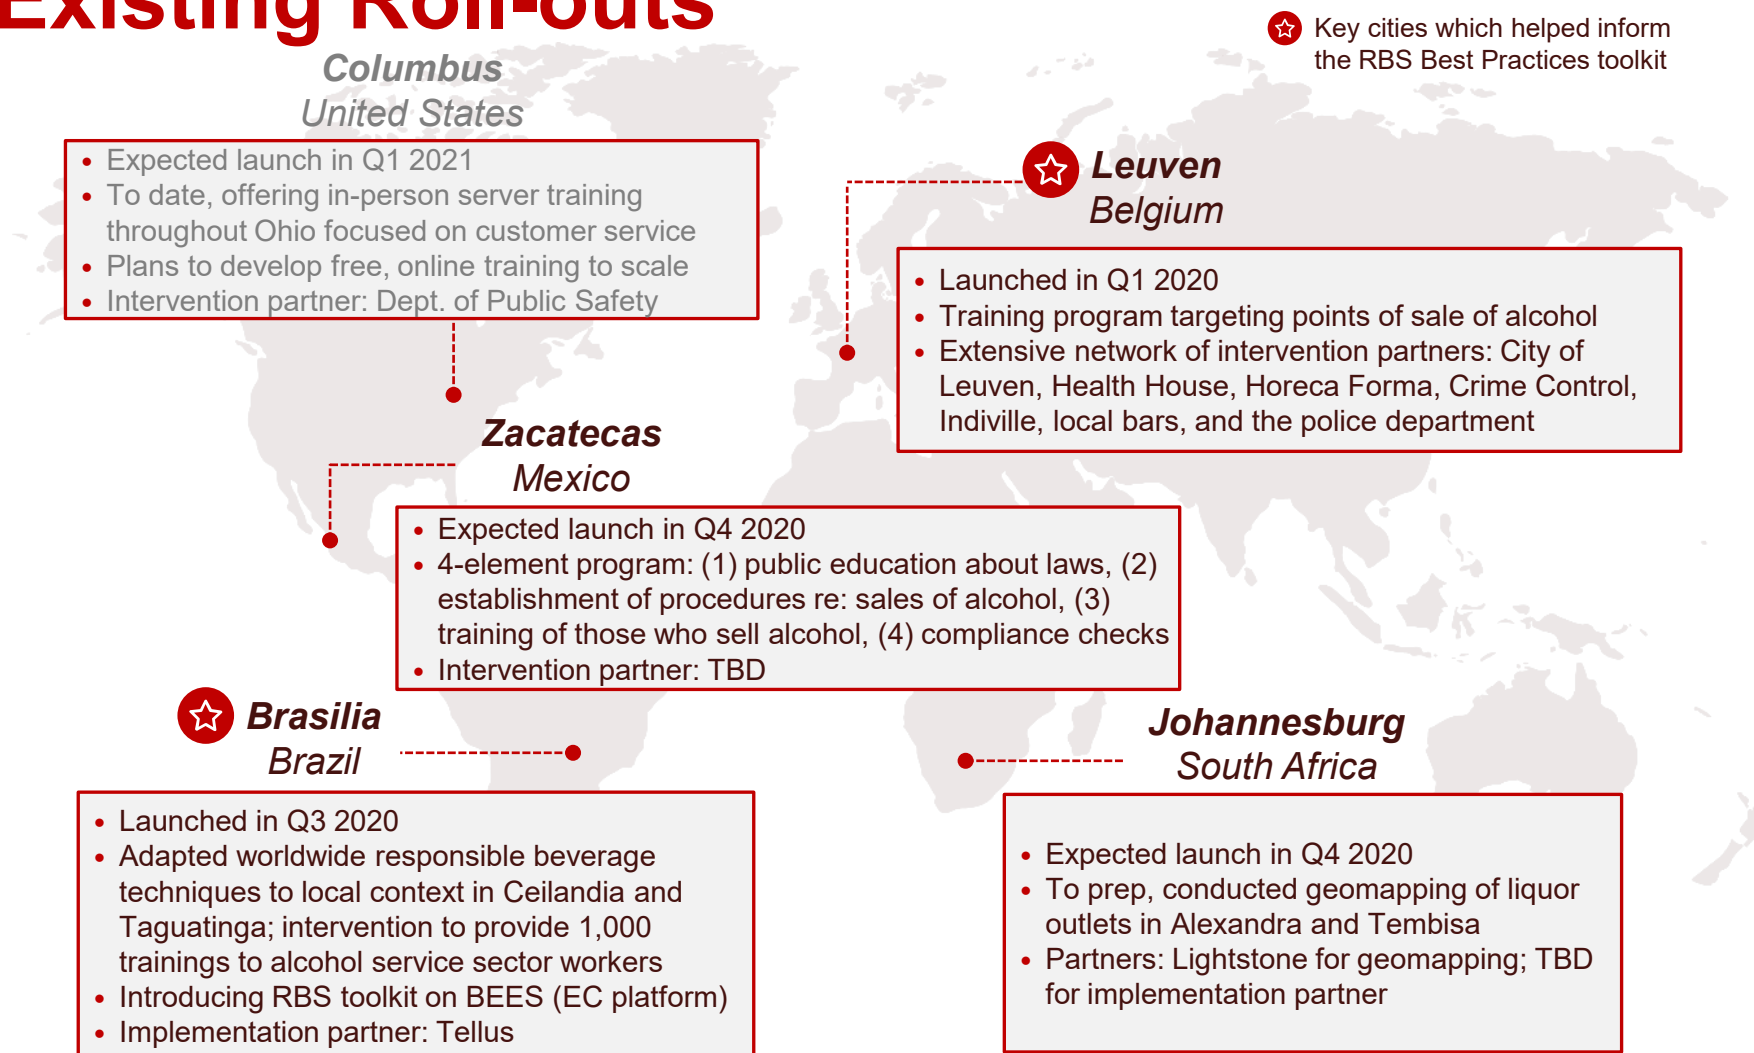 Existing Roll-outs
Key cities which helped inform
the RBS Best Practices toolkit
Columbus
United States
• Expected launch in Q1 2021
• To date, offering in-person server training
throughout Ohio focused on customer service
• Plans to develop free, online training to scale
• Intervention partner: Dept. of Public Safety
Leuven
Belgium
• Launched in Q1 2020
• Training program targeting points of sale of alcohol
• Extensive network of intervention partners: City of
Leuven, Health House, Horeca Forma, Crime Control,
Indiville, local bars, and the police department
Zacatecas
Mexico
• Expected launch in Q4 2020
• 4-element program: (1) public education about laws, (2)
establishment of procedures re: sales of alcohol, (3)
training of those who sell alcohol, (4) compliance checks
• Intervention partner: TBD
Brasilia
Brazil
• Launched in Q3 2020
• Adapted worldwide responsible beverage
techniques to local context in Ceilandia and
Taguatinga; intervention to provide 1,000
trainings to alcohol service sector workers
• Introducing RBS toolkit on BEES (EC platform)
• Implementation partner: Tellus
Johannesburg
South Africa
• Expected launch in Q4 2020
• To prep, conducted geomapping of liquor
outlets in Alexandra and Tembisa
• Partners: Lightstone for geomapping; TBD
for implementation partner